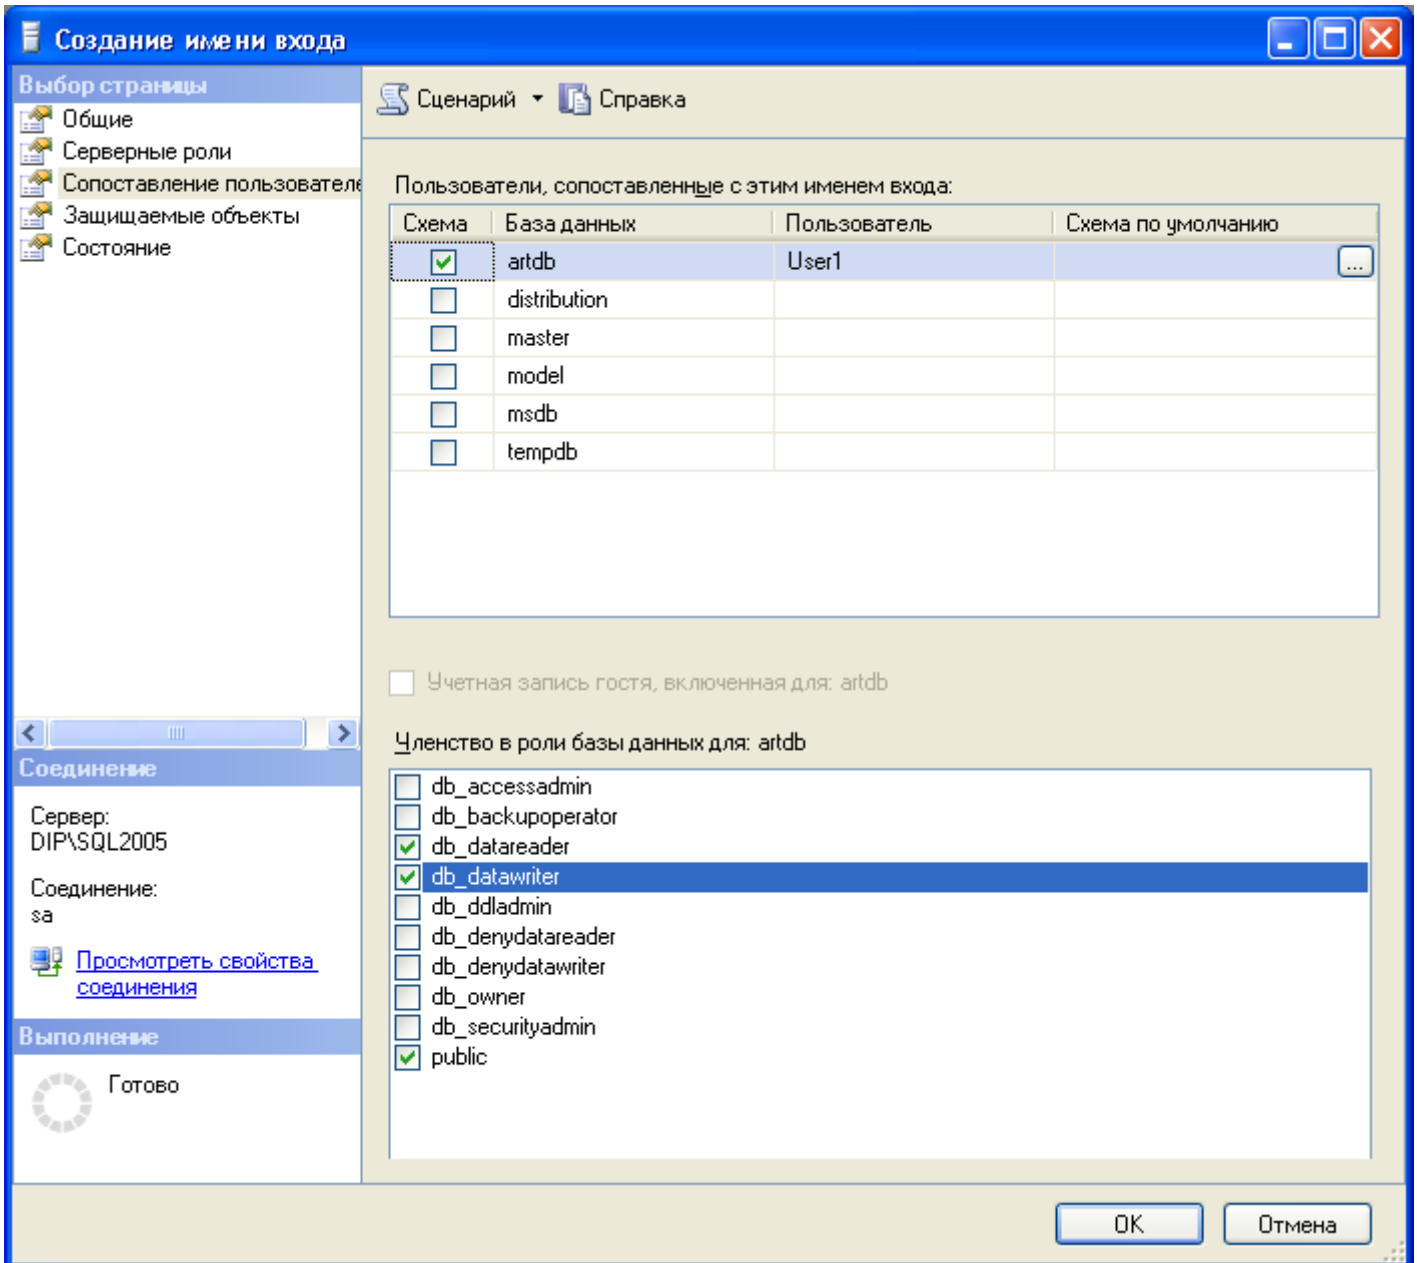 Создание имени входа
Выбор страницы
Общие
Серверные роли
Сопоставление пользователе
Защищаемые объекты
Состояние
Сценарий
Справка
Пользователи, сопоставленные с этим именем входа:
Схема База данных Пользователь Схема по умолчанию
artdb User1 ...
distribution
master
model
msdb
tempdb
Учетная запись гостя, включенная для: artdb
Членство в роли базы данных для: artdb
db_accessadmin
db_backupoperator
db_datareader
db_datawriter
db_ddladmin
db_denydatareader
db_denydatawriter
db_owner
db_securityadmin
public
Соединение
Сервер:
DIP\SQL2005
Соединение:
sa
Просмотреть свойства
соединения
Выполнение
Готово
OK Отмена